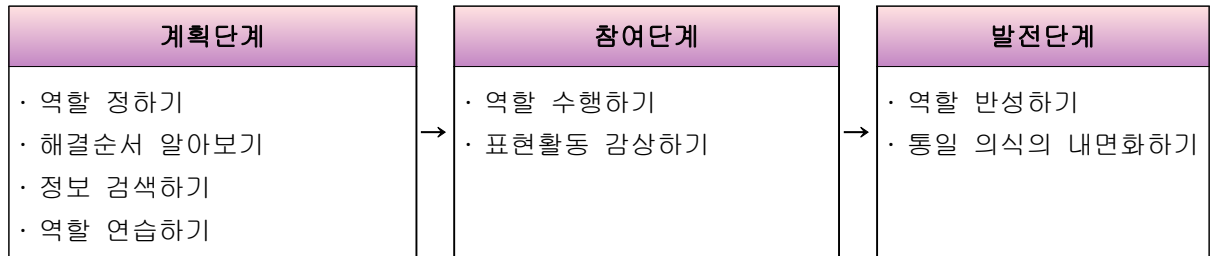 계획단계
· 역할 정하기
· 해결순서 알아보기
· 정보 검색하기
· 역할 연습하기
→
참여단계
· 역할 수행하기
· 표현활동 감상하기
→
발전단계
· 역할 반성하기
· 통일 의식의 내면화하기